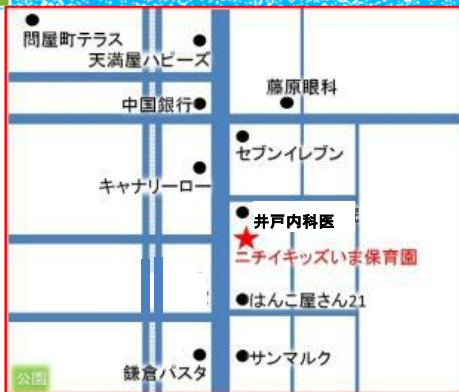 問屋町テラス
天満屋ハピーズ
藤原眼科
中国銀行
セブンイレブン
キャナリーロー
井戸内科医
ニチイキッズいま保育園
はんこ屋さん21
鎌倉パスタ
サンマルク
公園